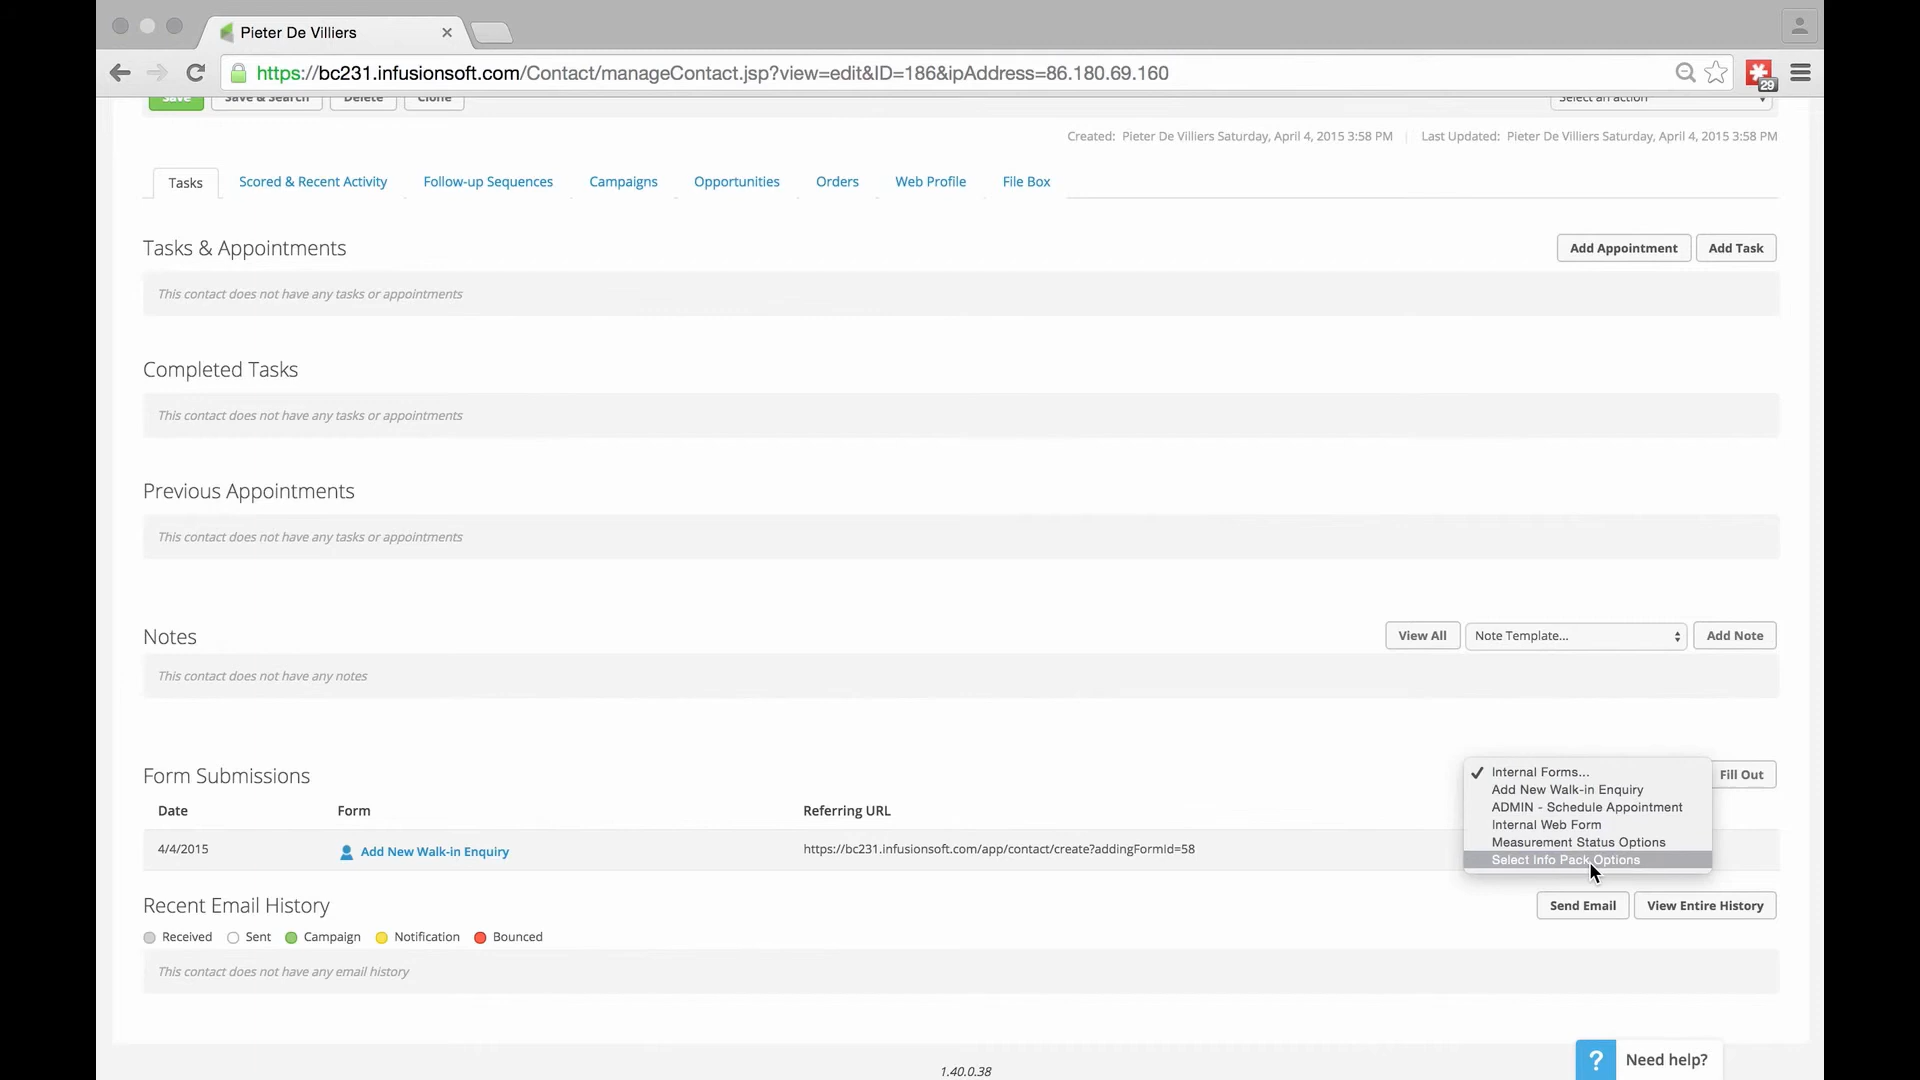 Pieter De Villiers
https://bc231.infusionsoft.com/Contact/manageContact.jsp?view=edit&ID=186&ipAddress=86.180.69.160
29
Save Save & Search Delete Clone Select an action
Created: Pieter De Villiers Saturday, April 4, 2015 3:58 PM Last Updated: Pieter De Villiers Saturday, April 4, 2015 3:58 PM
Tasks Scored & Recent Activity Follow-up Sequences Campaigns Opportunities Orders Web Profile File Box
Tasks & Appointments Add Appointment Add Task
This contact does not have any tasks or appointments
Completed Tasks
This contact does not have any tasks or appointments
Previous Appointments
This contact does not have any tasks or appointments
Notes View All Note Template... Add Note
This contact does not have any notes
Form Submissions Fill Out
Internal Forms...
Add New Walk-in Enquiry
ADMIN - Schedule Appointment
Internal Web Form
Measurement Status Options
Select Info Pack Options
Date Form Referring URL
4/4/2015 Add New Walk-in Enquiry https://bc231.infusionsoft.com/app/contact/create?addingFormId=58
Recent Email History Send Email View Entire History
Received Sent Campaign Notification Bounced
This contact does not have any email history
? Need help?
1.40.0.38